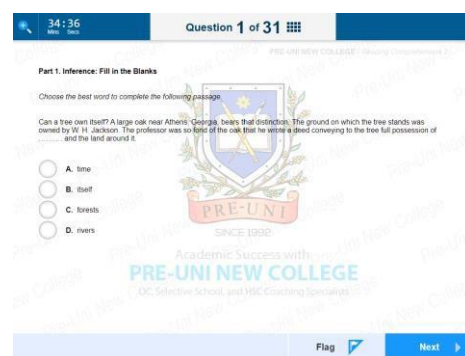 34:36
Mins Secs
Question 1 of 31
PRE-UNI NEW COLLEGE
Part 1. Inference: Fill in the Blanks
Choose the best word to complete the following passage
Can a tree own itself? A large oak near Athens, Georgia, bears that distinction. The ground on which the tree stands was
owned by W. H. Jackson. The professor was so fond of the oak that he wrote a deed conveying to the tree full possession of
......... and the land around it.
A. time
B. itself
C. forests
D. rivers
PRE-UNI
SINCE 1992
Academic Success with
PRE-UNI NEW COLLEGE
OC, Selective School, and HSC Coaching Specialists
Flag
Next